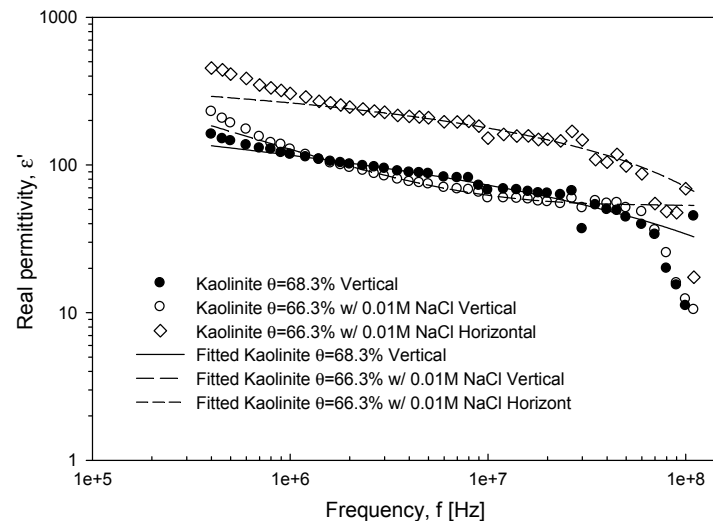 1000
100
10
1
Real permittivity, ε'
Kaolinite θ=68.3% Vertical
Kaolinite θ=66.3% w/ 0.01M NaCl Vertical
Kaolinite θ=66.3% w/ 0.01M NaCl Horizontal
Fitted Kaolinite θ=68.3% Vertical
Fitted Kaolinite θ=66.3% w/ 0.01M NaCl Vertical
Fitted Kaolinite θ=66.3% w/ 0.01M NaCl Horizont
1e+5 1e+6 1e+7 1e+8
Frequency, f [Hz]